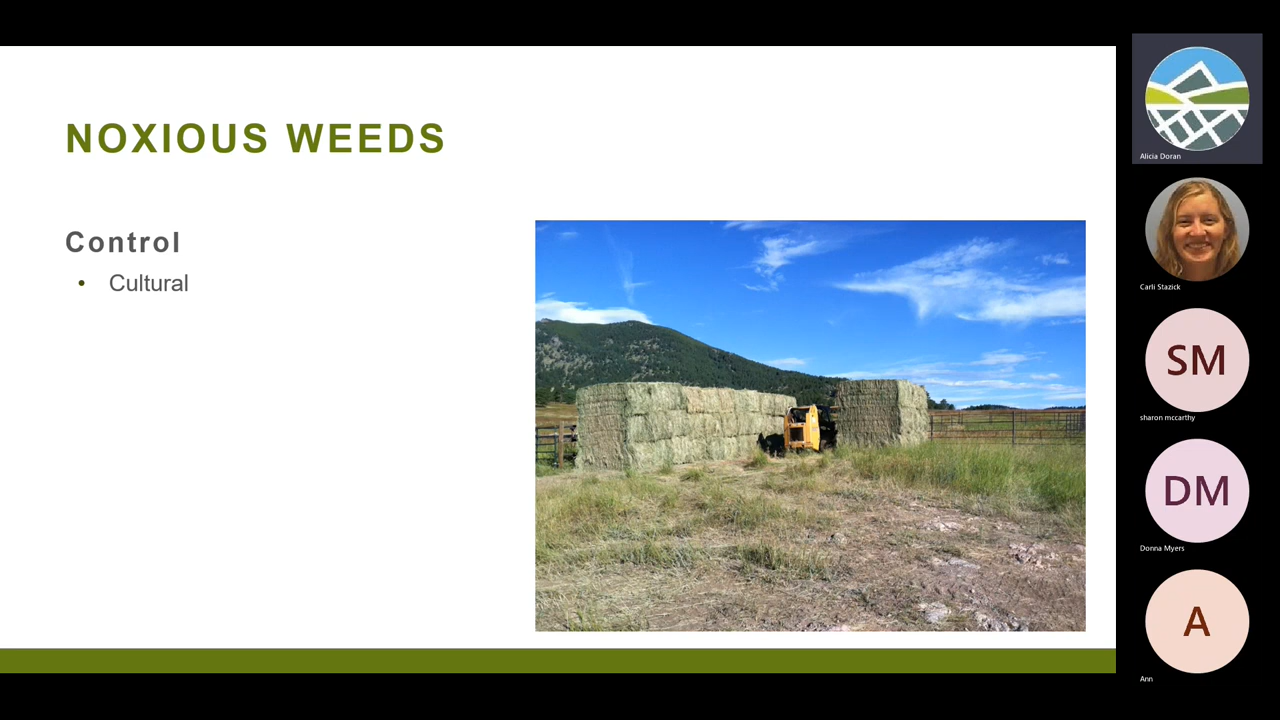 NOXIOUS WEEDS
Control
• Cultural
Alicia Doran
Carli Stazick
SM
sharon mccarthy
DM
Donna Myers
A
Ann